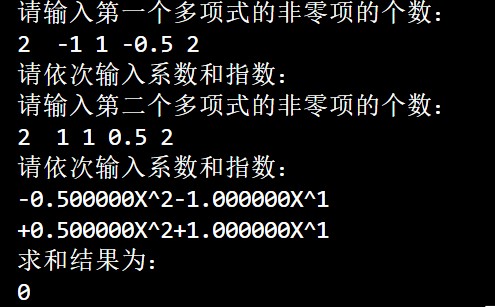 请输入第一个多项式的非零项的个数：
2  -1 1 -0.5 2
请依次输入系数和指数：
请输入第二个多项式的非零项的个数：
2  1 1 0.5 2
请依次输入系数和指数：
-0.500000X^2-1.000000X^1
+0.500000X^2+1.000000X^1
求和结果为：
0